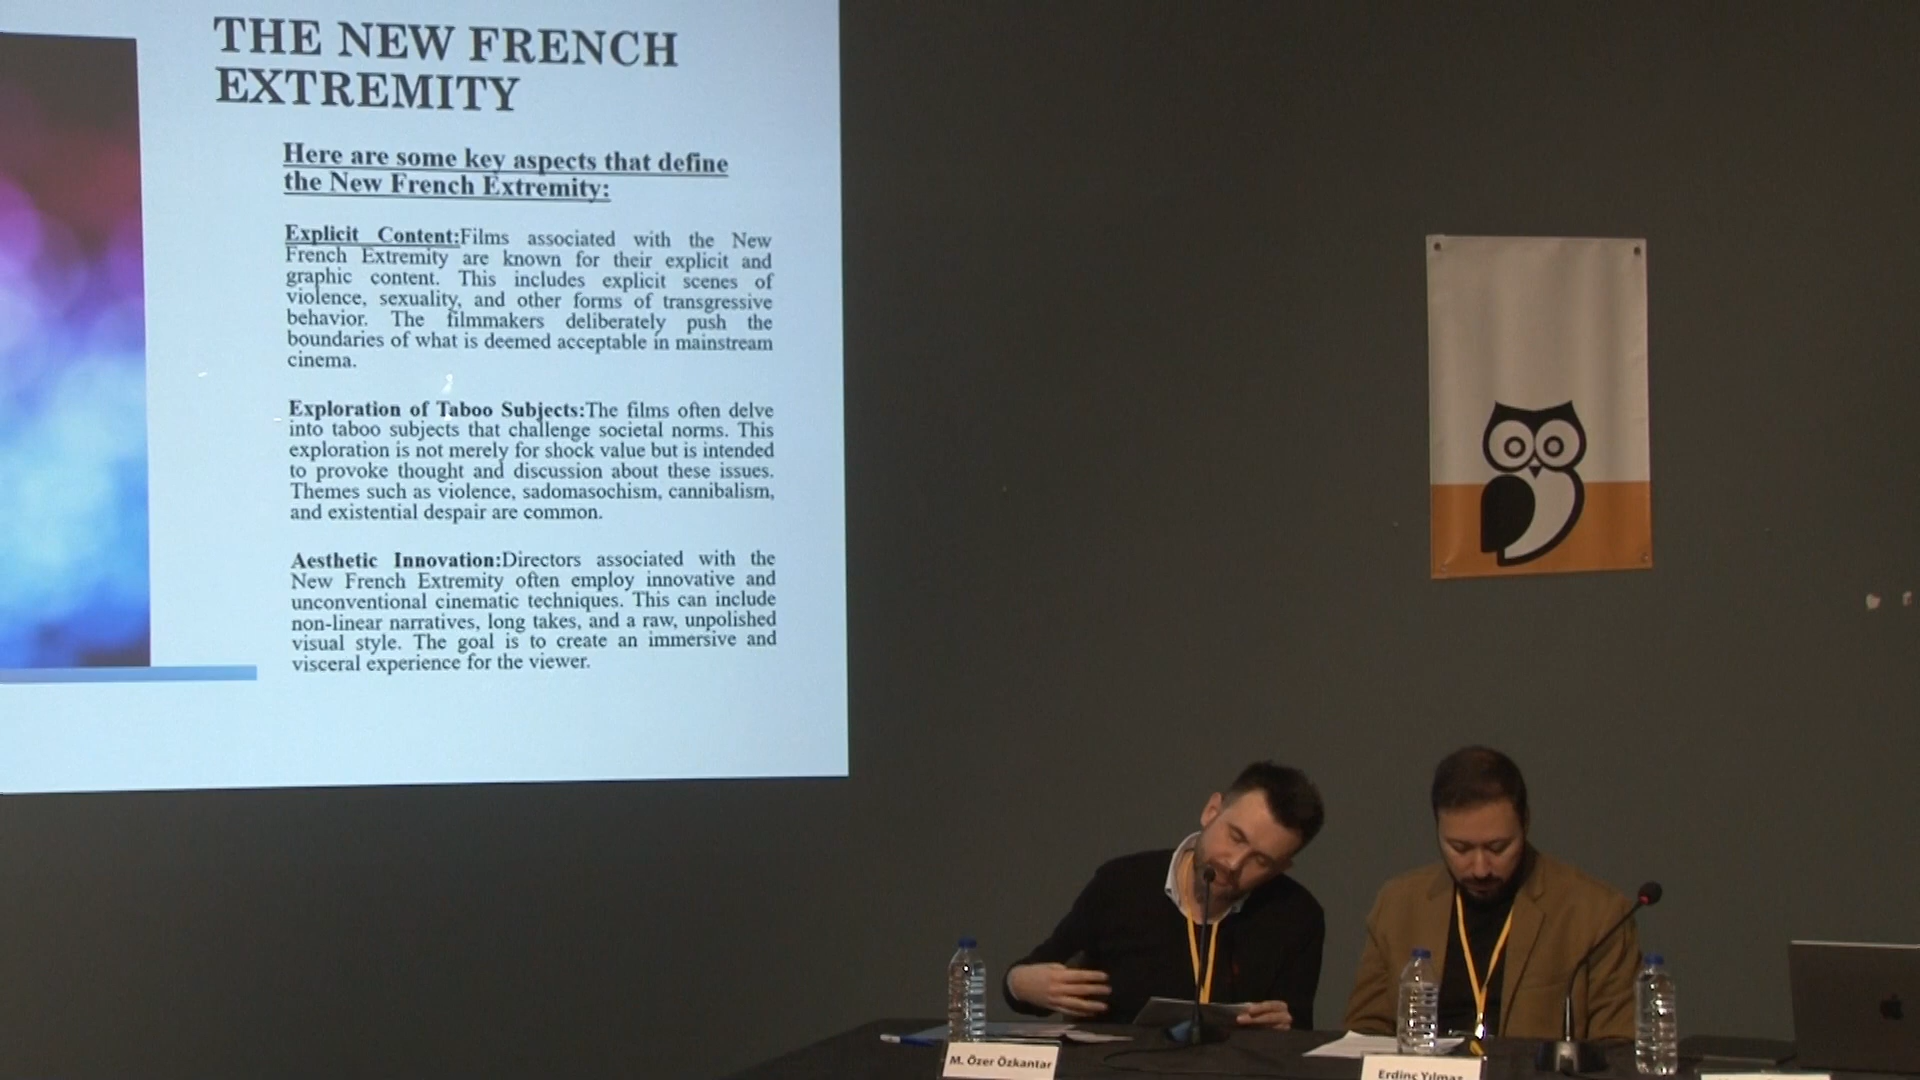 THE NEW FRENCH
EXTREMITY
Here are some key aspects that define
the New French Extremity:
Explicit Content:Films associated with the New
French Extremity are known for their explicit and
graphic content. This includes explicit scenes of
violence, sexuality, and other forms of transgressive
behavior. The filmmakers deliberately push the
boundaries of what is deemed acceptable in mainstream
cinema.
Exploration of Taboo Subjects:The films often delve
into taboo subjects that challenge societal norms. This
exploration is not merely for shock value but is intended
to provoke thought and discussion about these issues.
Themes such as violence, sadomasochism, cannibalism,
and existential despair are common.
Aesthetic Innovation:Directors associated with the
New French Extremity often employ innovative and
unconventional cinematic techniques. This can include
non-linear narratives, long takes, and a raw, unpolished
visual style. The goal is to create an immersive and
visceral experience for the viewer.
M. Özer Özkantar
Erdinç Yılmaz